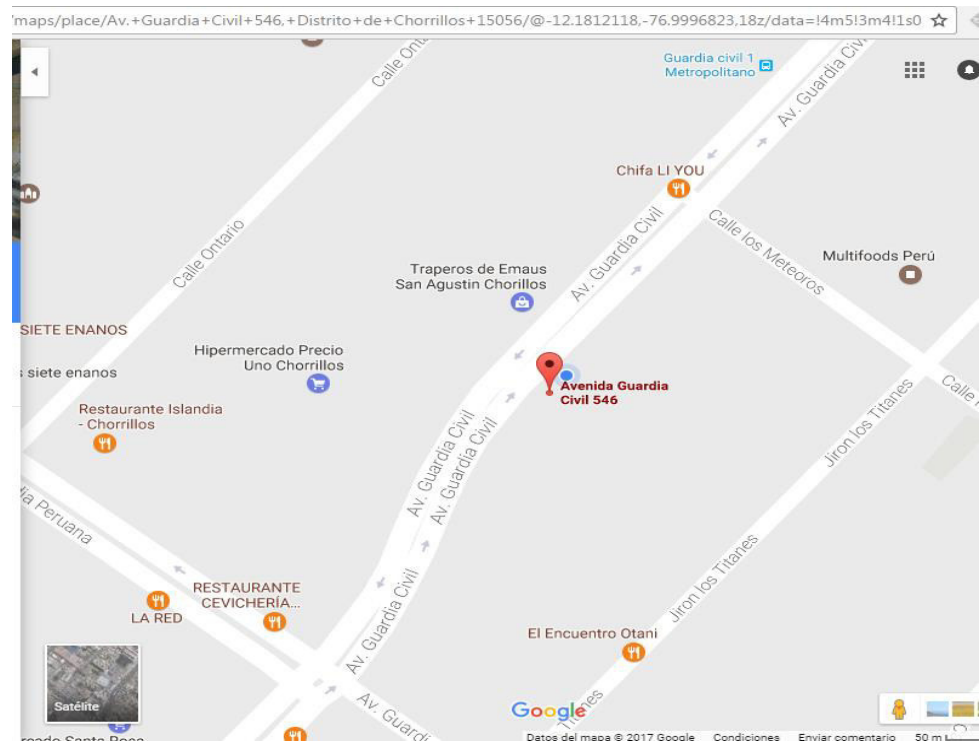 /maps/place/Av.+Guardia+Civil+546,+Distrito+de+Chorrillos+15056/@-12.1812118,-76.9996823,18z/data=!4m5!3m4!1s0
Calle Ontario
Guardia civil 1
Metropolitano
Av. Guardia Civil
Chifa LI YOU
Calle los Meteoros
Calle Ontario
Av. Guardia Civil
Multifoods Perú
Traperos de Emaus
San Agustin Chorillos
SIETE ENANOS
siete enanos
Hipermercado Precio
Uno Chorrillos
Avenida Guardia
Civil 546
Calle
Restaurante Islandia
- Chorrillos
Jiron los Titanes
Av. Guardia Civil
Av. Guardia Civil
Peruana
RESTAURANTE
CEVICHERÍA...
LA RED
Av. Guardia Civil
Jiron los Titanes
El Encuentro Otani
Satélite
Av. Guardi
Google
Santa Rosa
Datos del mapa © 2017 Google
Condiciones
Enviar comentario
50 m